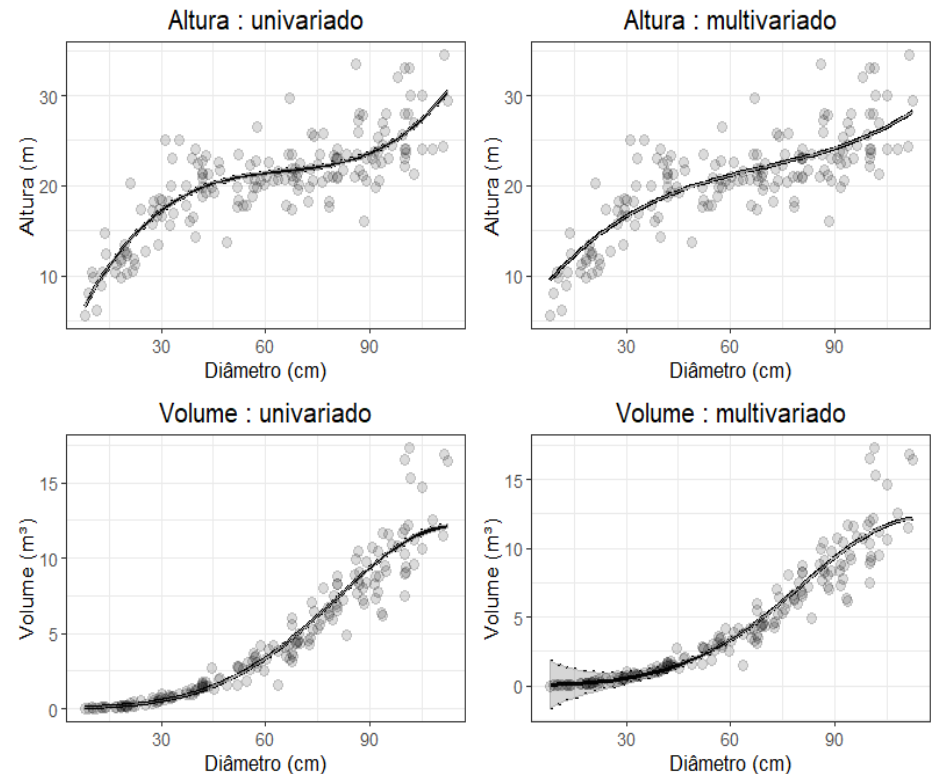 Altura : univariado
Altura (m)
30
20
10
30
60
90
Diâmetro (cm)
Altura : multivariado
Altura (m)
30
20
10
30
60
90
Diâmetro (cm)
Volume : univariado
Volume (m³)
15
10
5
0
30
60
90
Diâmetro (cm)
Volume : multivariado
Volume (m³)
15
10
5
0
30
60
90
Diâmetro (cm)